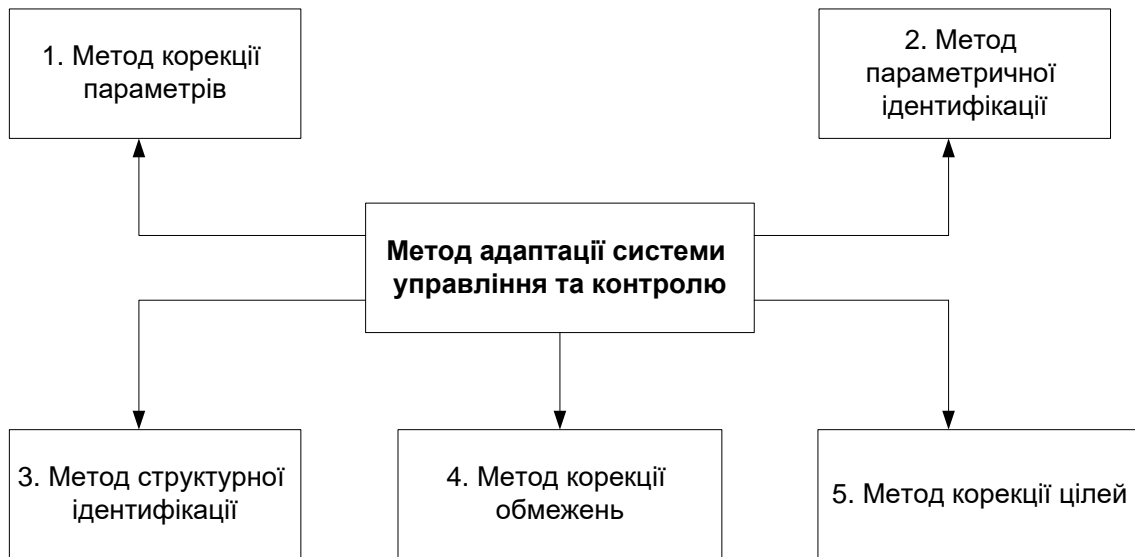 1. Метод корекції
параметрів
2. Метод
параметричної
ідентифікації
Метод адаптації системи
управління та контролю
3. Метод структурної
ідентифікації
4. Метод корекції
обмежень
5. Метод корекції цілей